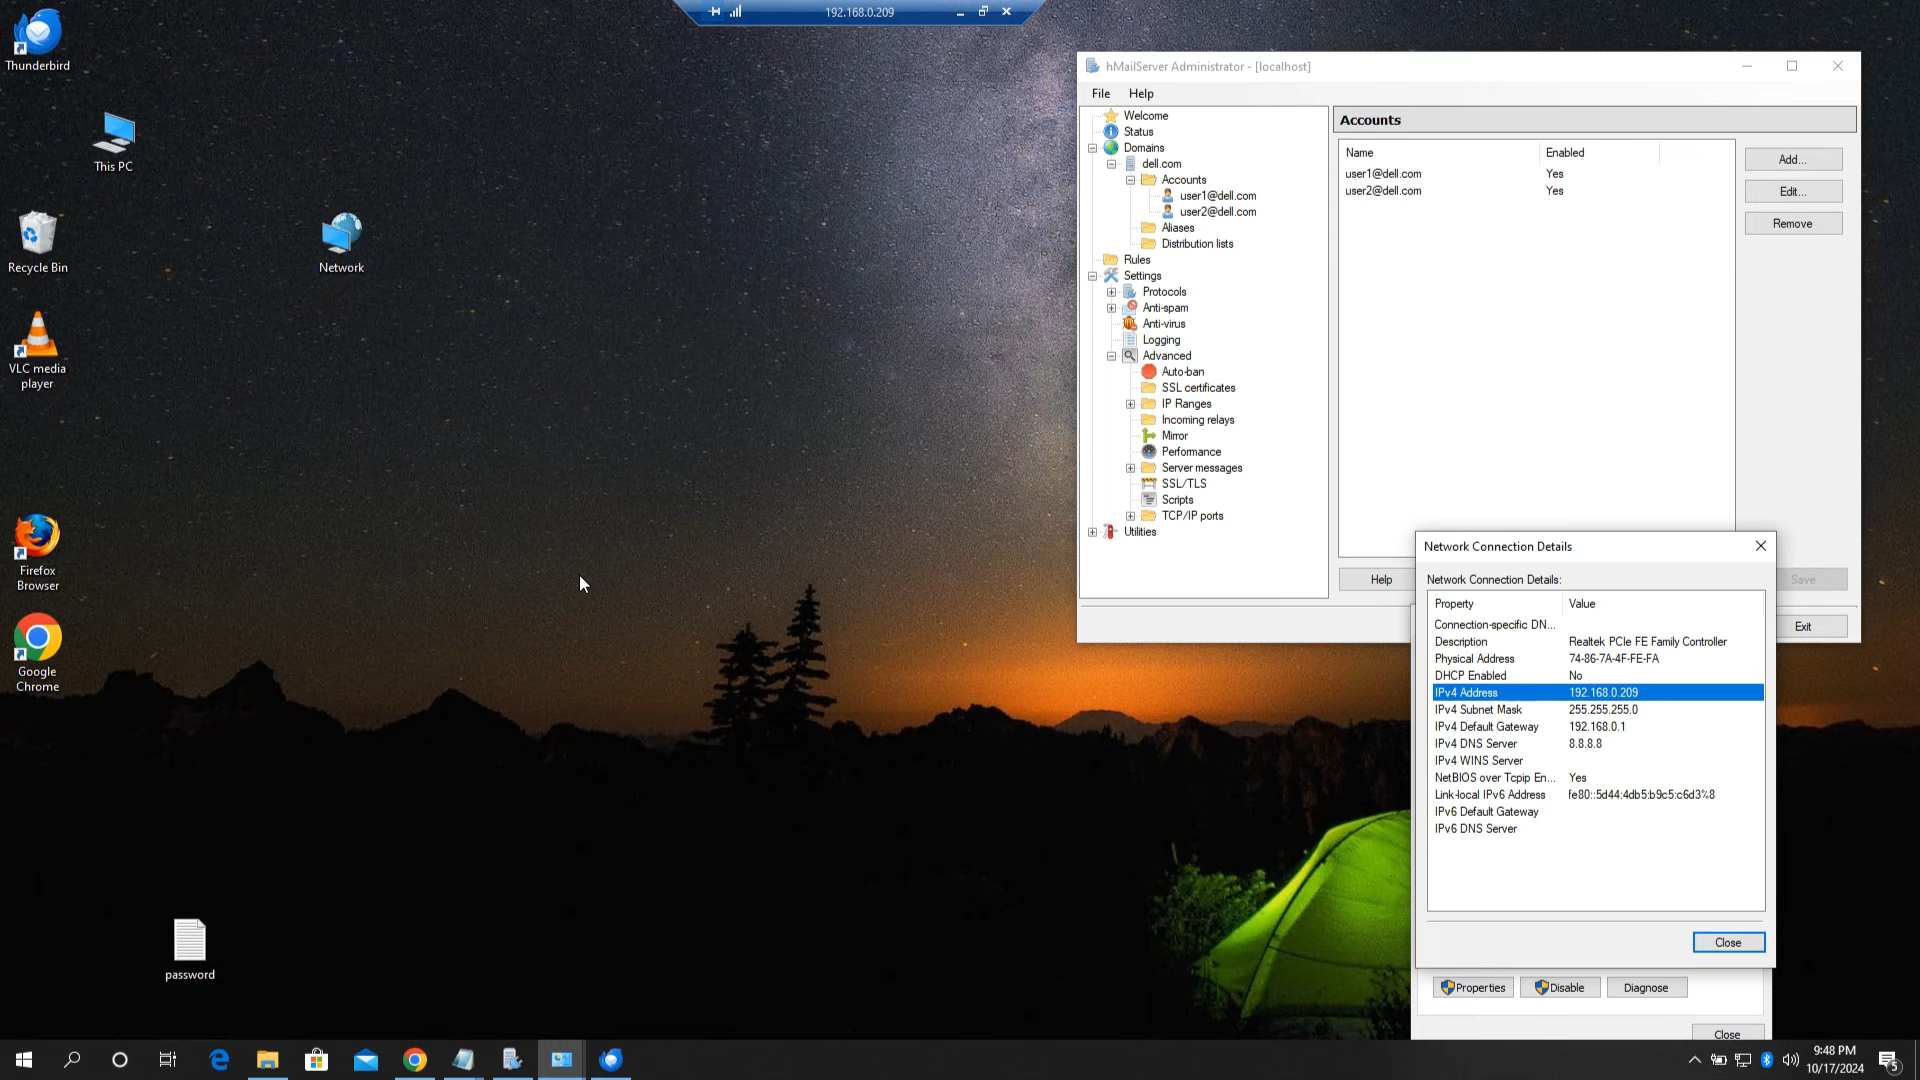 192.168.0.209
Thunderbird
This PC
Recycle Bin
Network
VLC media
player
Firefox
Browser
Google
Chrome
password
hMailServer Administrator - [localhost]
File Help
Welcome
Status
Domains
dell.com
Accounts
user1@dell.com
user2@dell.com
Aliases
Distribution lists
Rules
Settings
Protocols
Anti-spam
Anti-virus
Logging
Advanced
Auto-ban
SSL certificates
IP Ranges
Incoming relays
Mirror
Performance
Server messages
SSL/TLS
Scripts
TCP/IP ports
Utilities
Accounts
Name Enabled
user1@dell.com Yes
user2@dell.com Yes
Add...
Edit...
Remove
Help
Save
Exit
Network Connection Details
Network Connection Details:
Property Value
Connection-specific DN...
Description Realtek PCIe FE Family Controller
Physical Address 74-86-7A-4F-FE-FA
DHCP Enabled No
IPv4 Address 192.168.0.209
IPv4 Subnet Mask 255.255.255.0
IPv4 Default Gateway 192.168.0.1
IPv4 DNS Server 8.8.8.8
IPv4 WINS Server
NetBIOS over Tcpip En... Yes
Link-local IPv6 Address fe80::5d44:4db5:b9c5:c6d3%8
IPv6 Default Gateway
IPv6 DNS Server
Close
Properties Disable Diagnose
Close
9:48 PM
10/17/2024
5